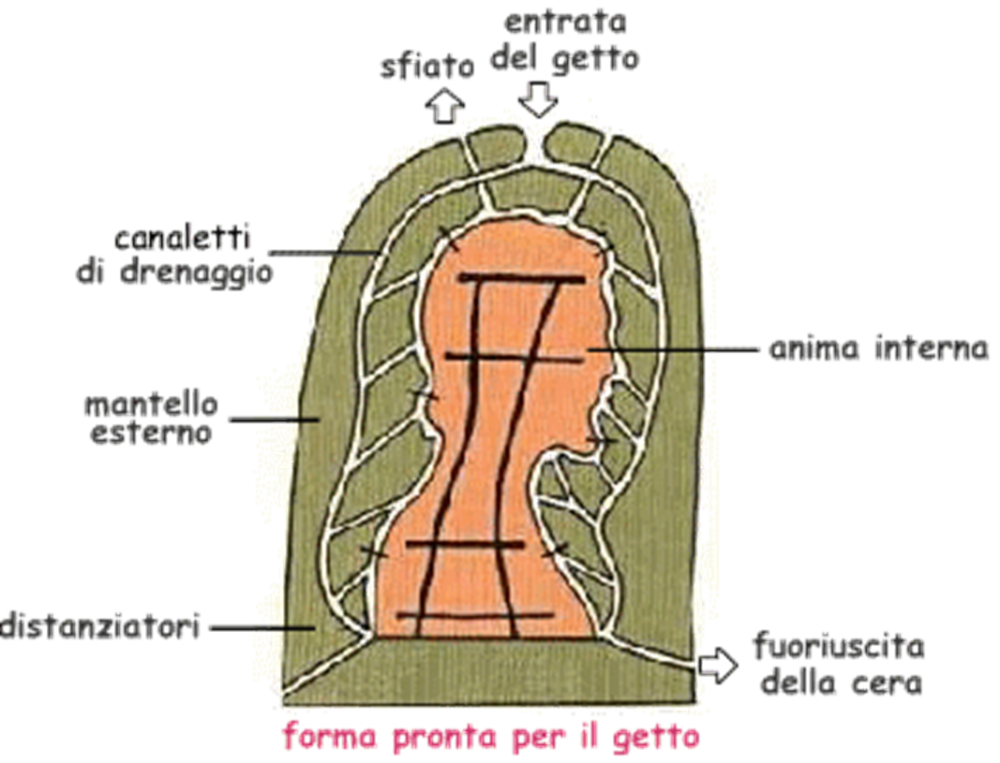 entrata
del getto
sfiato
canaletti
di drenaggio
anima interna
mantello
esterno
distanziatori
fuoriuscita
della cera
forma pronta per il getto